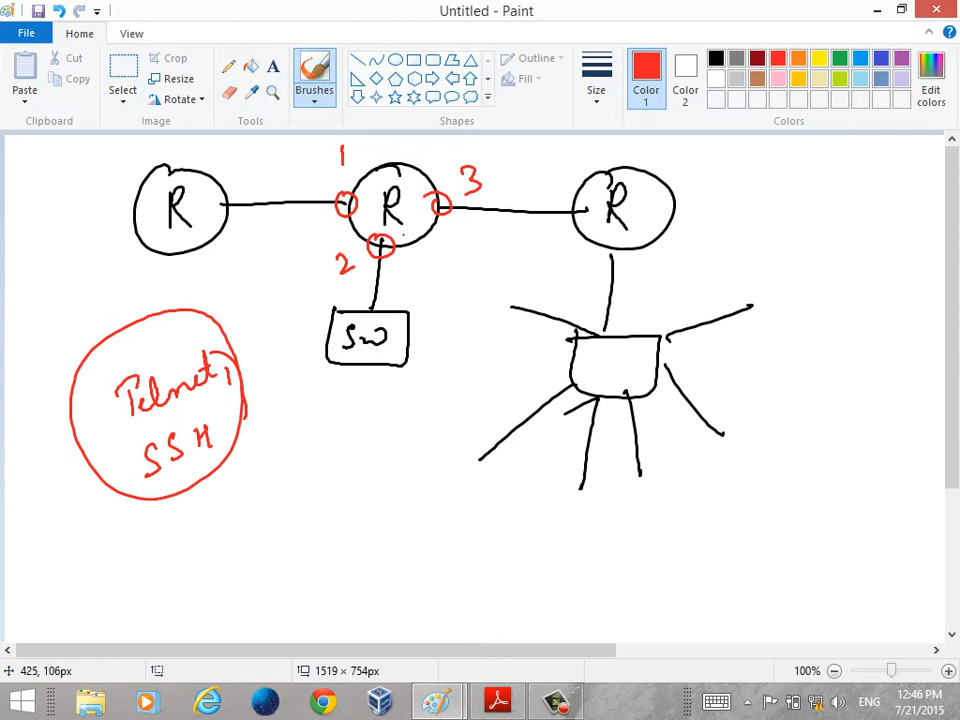 Untitled - Paint
File
Home
View
Paste
Cut
Copy
Clipboard
Select
Crop
Resize
Rotate
Image
A
Tools
Brushes
Shapes
Outline
Fill
Size
Color 1
Color 2
Colors
Edit colors
1
3
R
R
R
2
SW
Telnet
SSH
425, 106px
1519 × 754px
100%
ENG
12:46 PM
7/21/2015